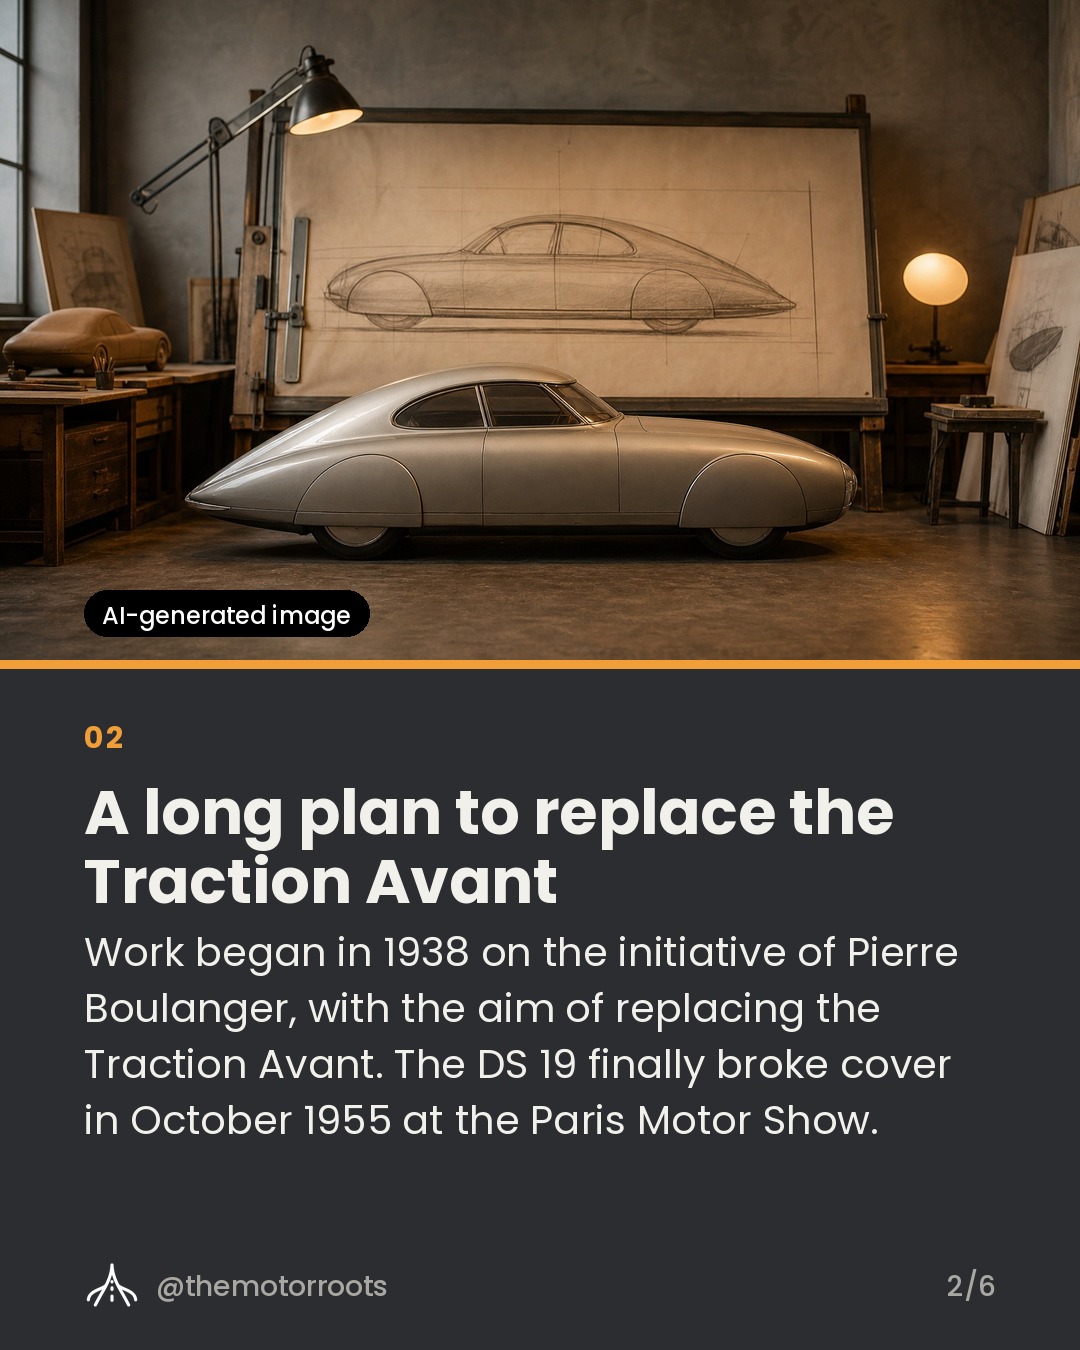 AI-generated image
02
A long plan to replace the
Traction Avant
Work began in 1938 on the initiative of Pierre
Boulanger, with the aim of replacing the
Traction Avant. The DS 19 finally broke cover
in October 1955 at the Paris Motor Show.
@themotorroots
2/6